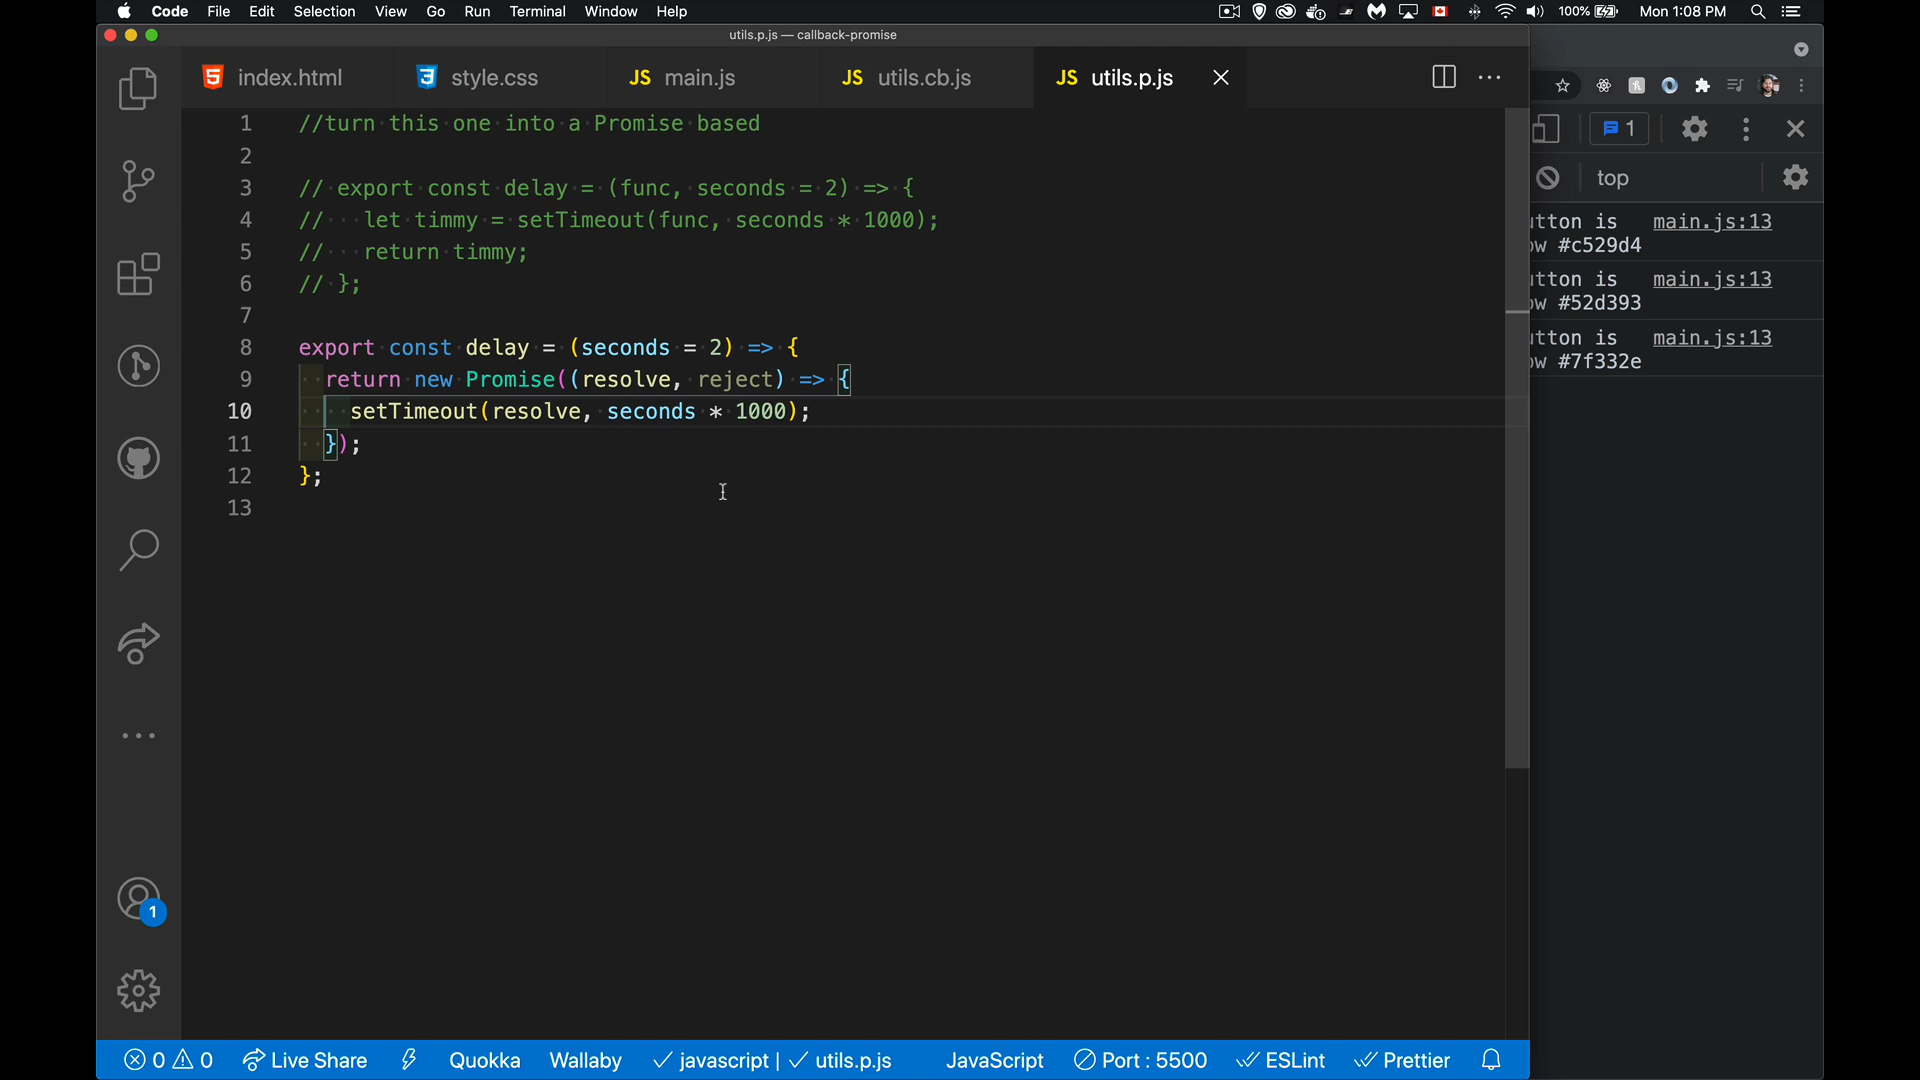 Code File Edit Selection View Go Run Terminal Window Help 100% Mon 1:08 PM
utils.p.js — callback-promise
index.html style.css JS main.js JS utils.cb.js JS utils.p.js
1 //turn this one into a Promise based
2
3 // export const delay = (func, seconds = 2) => {
4 //   let timmy = setTimeout(func, seconds * 1000);
5 //   return timmy;
6 // };
7
8 export const delay = (seconds = 2) => {
9   return new Promise((resolve, reject) => {
10     setTimeout(resolve, seconds * 1000);
11   });
12 };
13
1
top
utton is main.js:13
ow #c529d4
utton is main.js:13
ow #52d393
utton is main.js:13
ow #7f332e
1
0 0 Live Share Quokka Wallaby javascript | utils.p.js JavaScript Port : 5500 ESLint Prettier